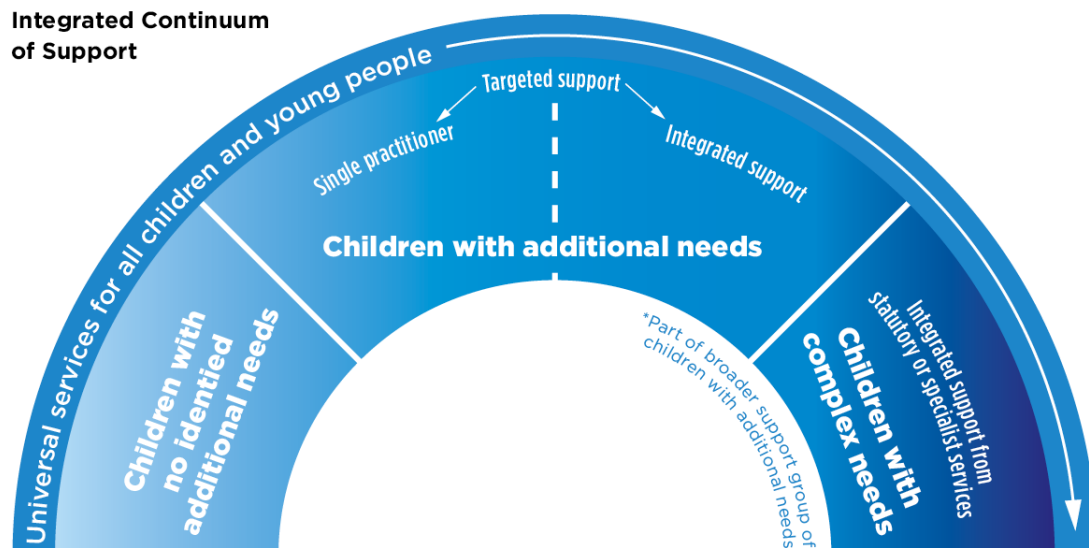 Integrated Continuum
of Support
Universal services for all children and young people
Targeted support
Single practitioner
Integrated support
Children with additional needs
Children with
no identied
additional needs
*Part of broader support group of
children with additional needs
Children with
complex needs
Integrated support from
statutory or specialist services